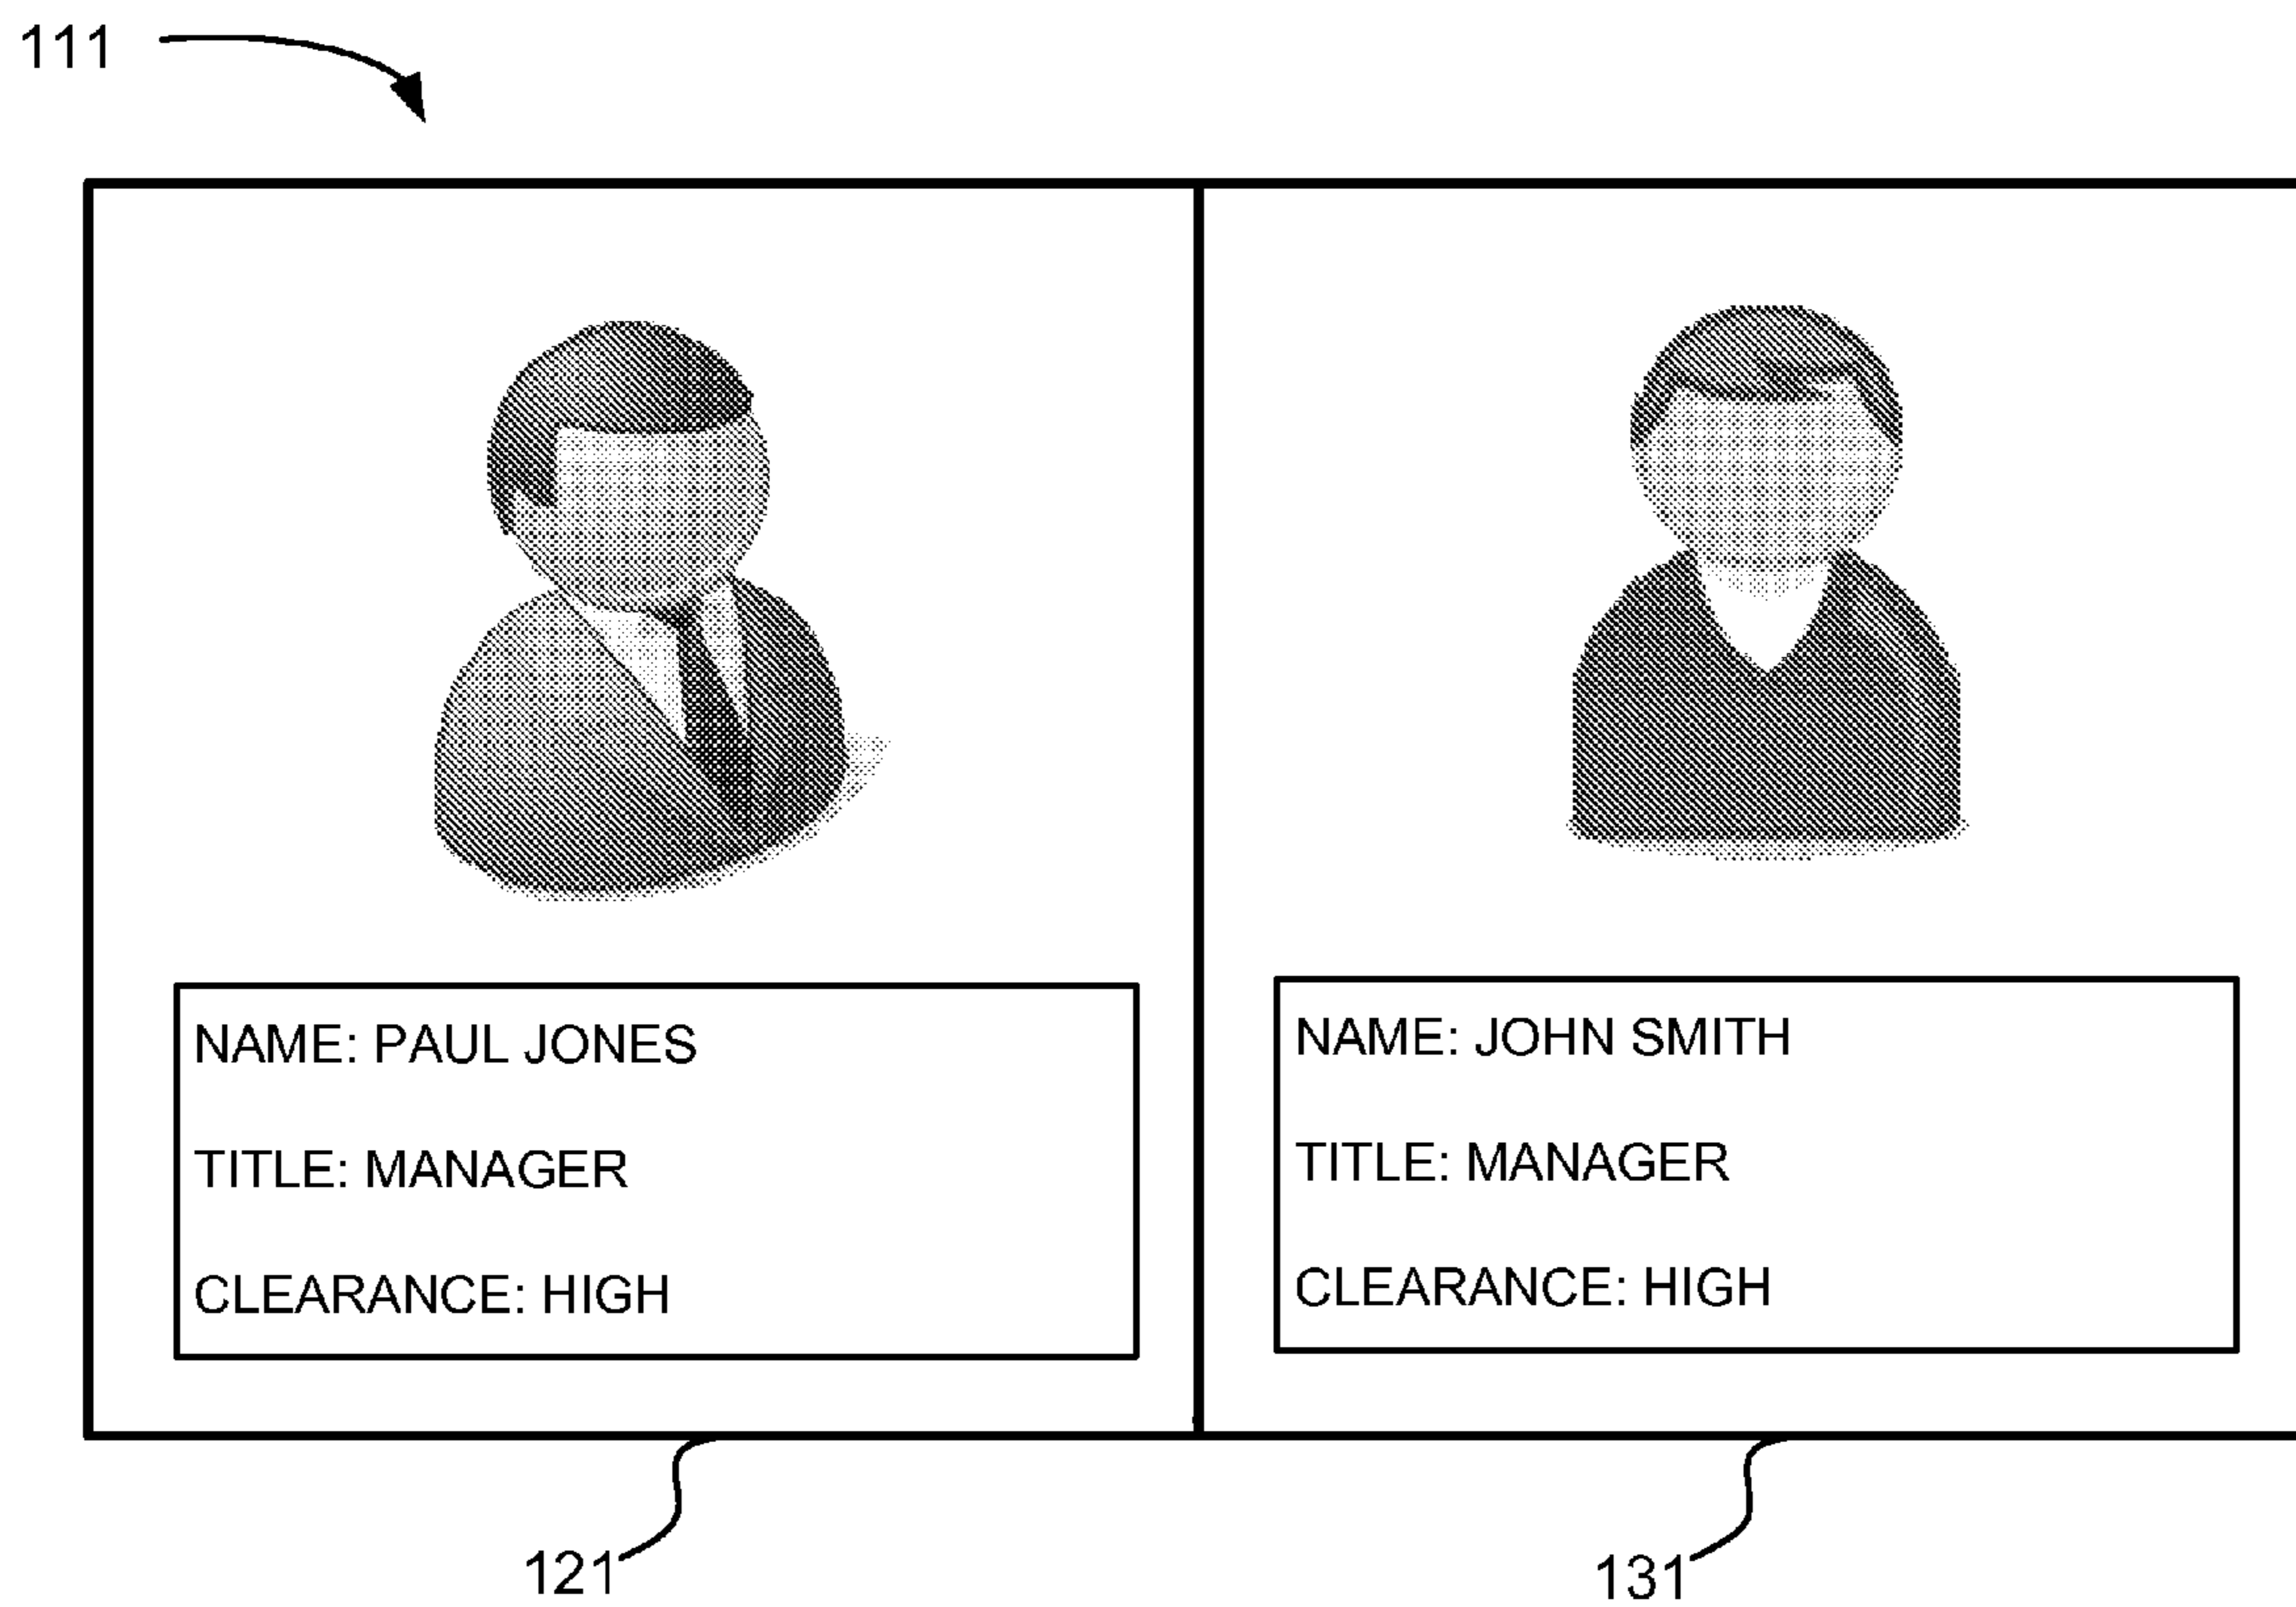 111
NAME: PAUL JONES
TITLE: MANAGER
CLEARANCE: HIGH
NAME: JOHN SMITH
TITLE: MANAGER
CLEARANCE: HIGH
121
131